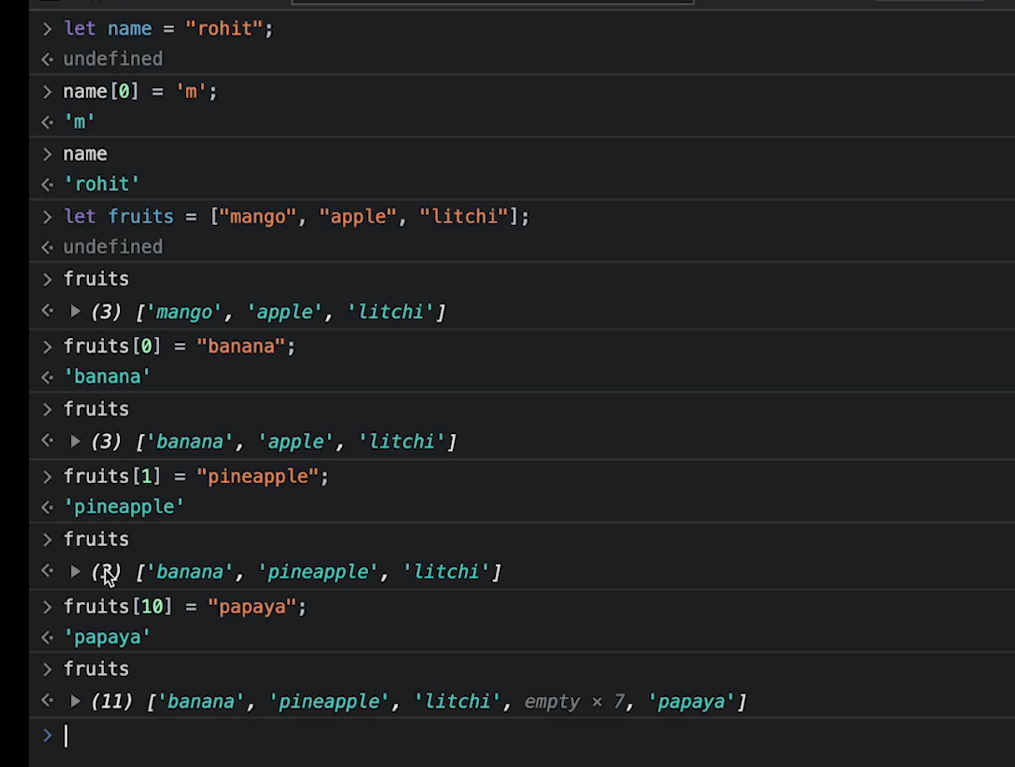 > let name = "rohit";
<· undefined
> name[0] = 'm';
<· 'm'
> name
<· 'rohit'
> let fruits = ["mango", "apple", "litchi"];
<· undefined
> fruits
<· ▶ (3) ['mango', 'apple', 'litchi']
> fruits[0] = "banana";
<· 'banana'
> fruits
<· ▶ (3) ['banana', 'apple', 'litchi']
> fruits[1] = "pineapple";
<· 'pineapple'
> fruits
<· ▶ (3) ['banana', 'pineapple', 'litchi']
> fruits[10] = "papaya";
<· 'papaya'
> fruits
<· ▶ (11) ['banana', 'pineapple', 'litchi', empty × 7, 'papaya']
>